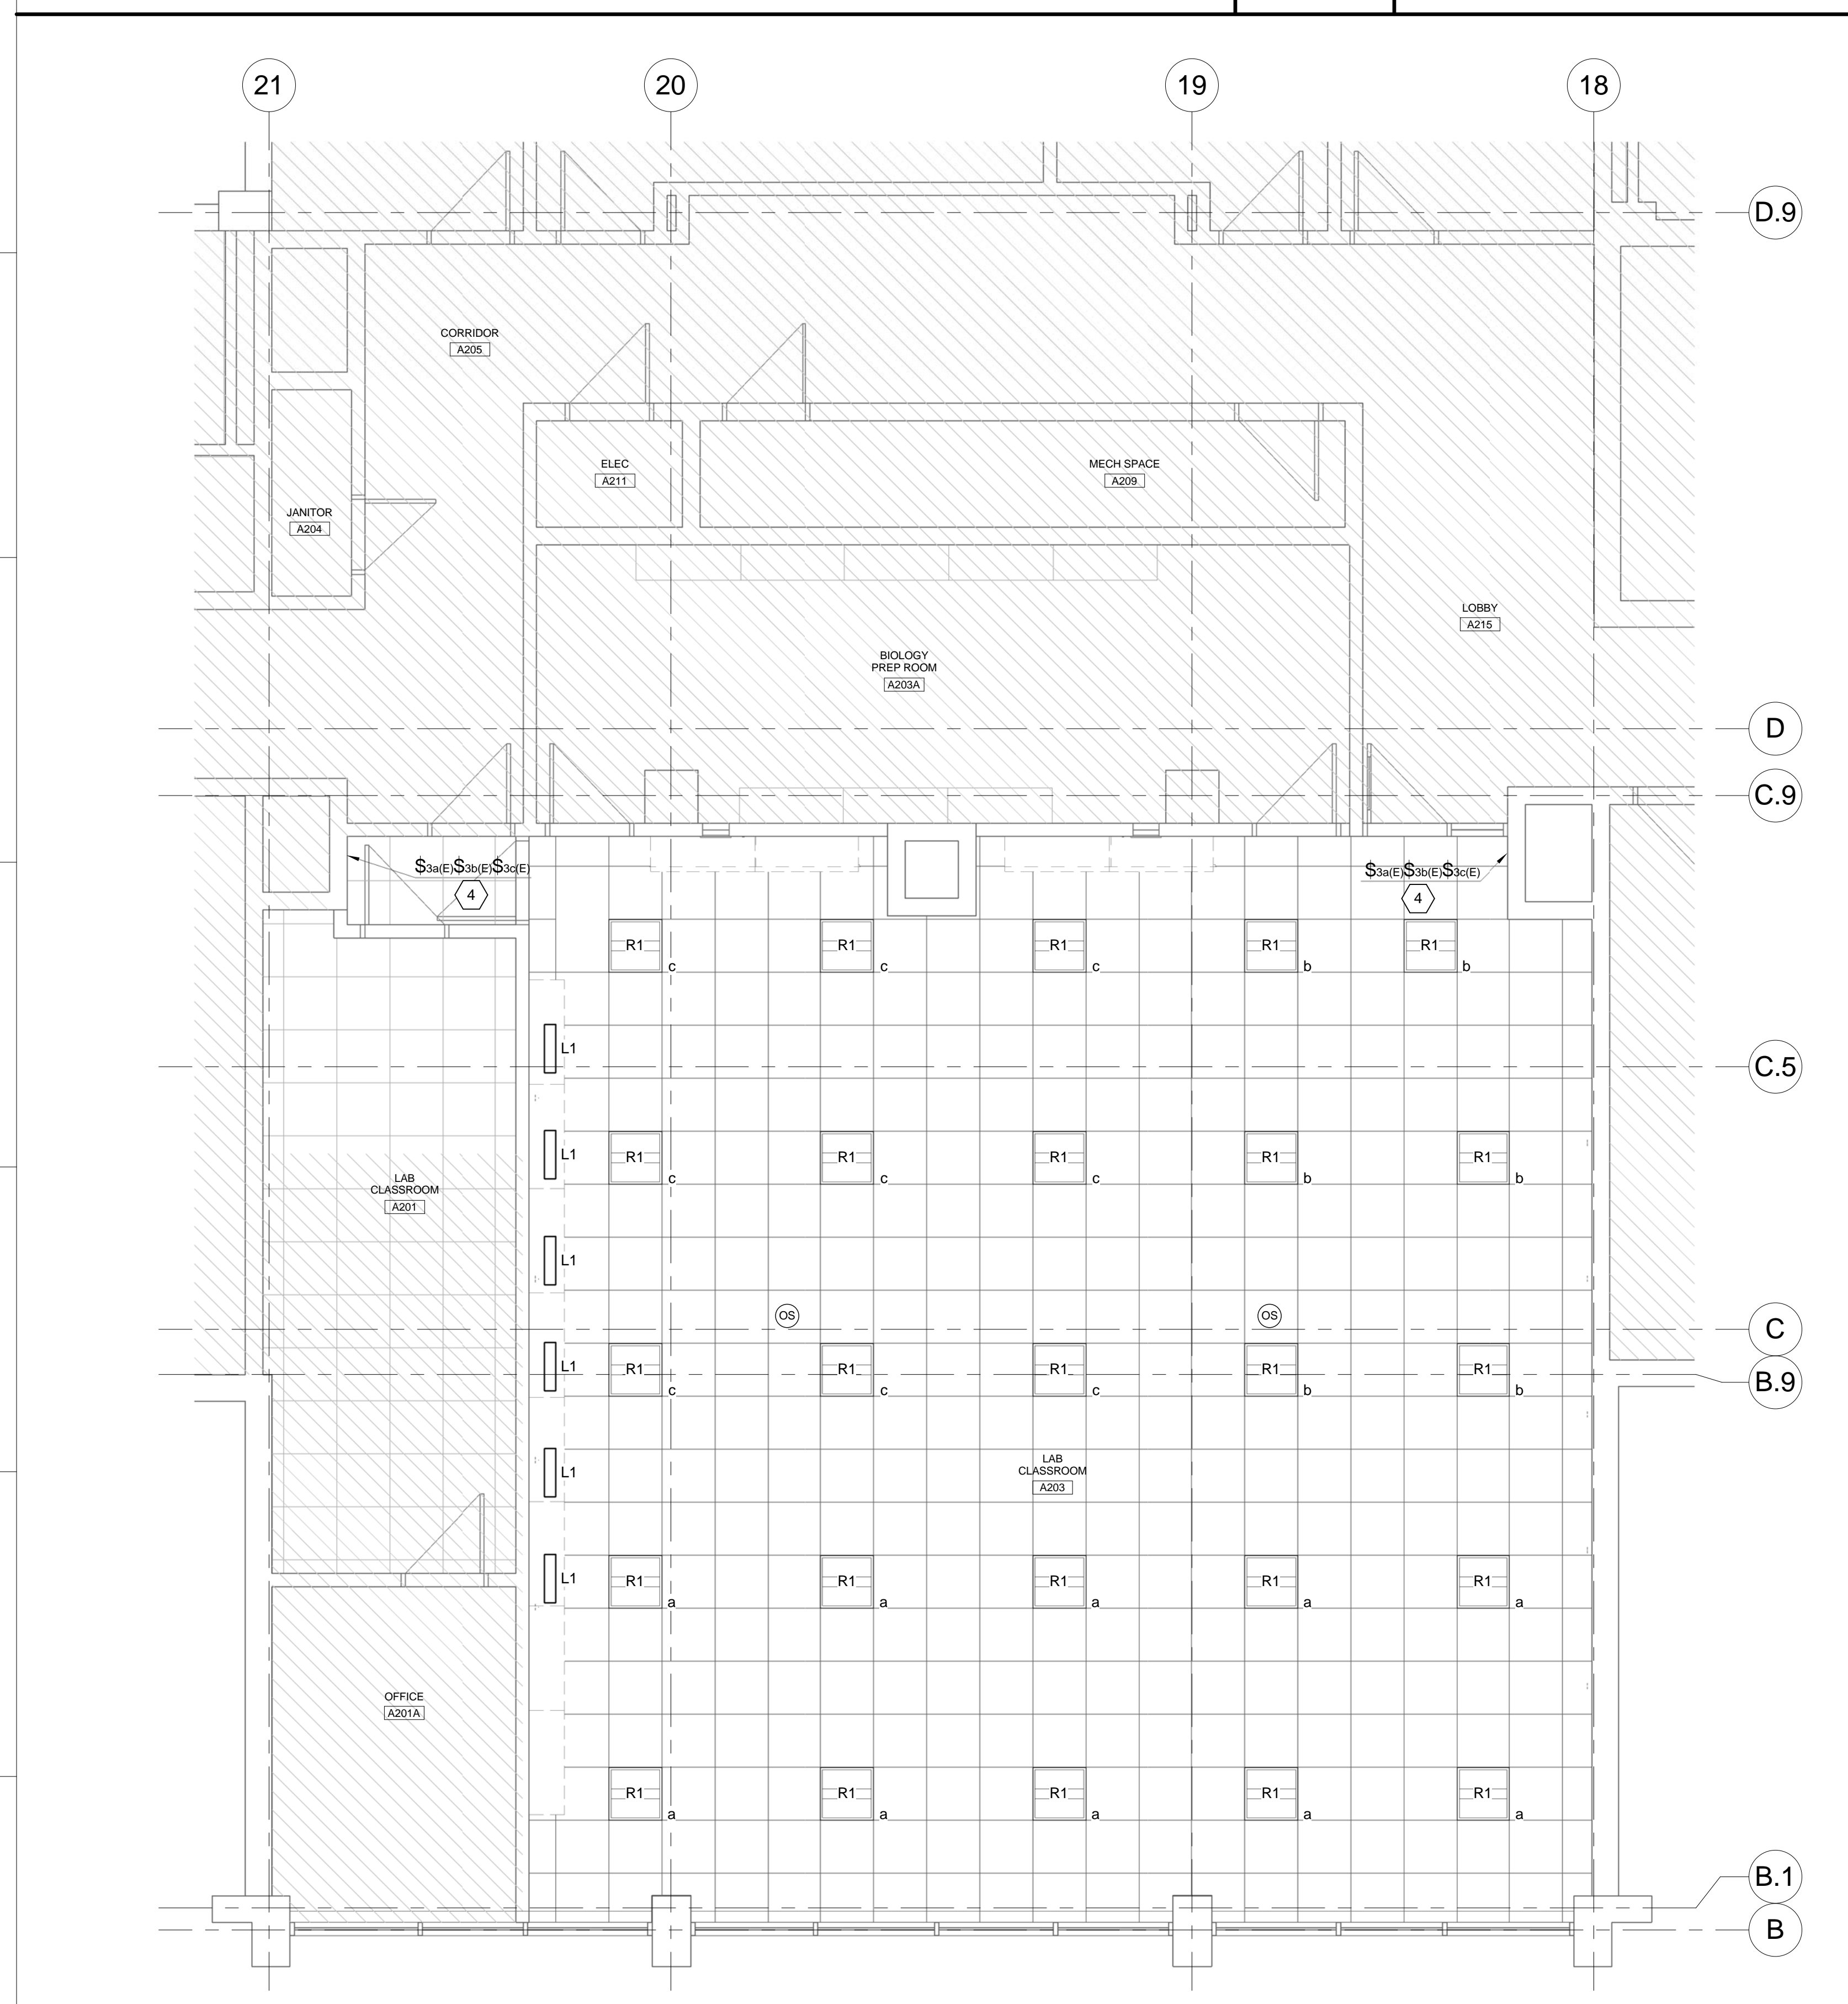 21
20
19
18
D.9
CORRIDOR
A205
ELEC
A211
MECH SPACE
A209
JANITOR
A204
LOBBY
A215
BIOLOGY
PREP ROOM
A203A
D
C.9
$3a(E)$3b(E)$3c(E)
4
$3a(E)$3b(E)$3c(E)
4
R1 R1 R1 R1 R1
c c c b b
L1
C.5
L1
R1 R1 R1 R1 R1
c c c b b
LAB
CLASSROOM
A201
L1
OS OS
C
L1
R1 R1 R1 R1 R1
B.9
c c c b b
LAB
CLASSROOM
A203
L1
L1
R1 R1 R1 R1 R1
a a a a a
OFFICE
A201A
R1 R1 R1 R1 R1
a a a a a
B.1
B